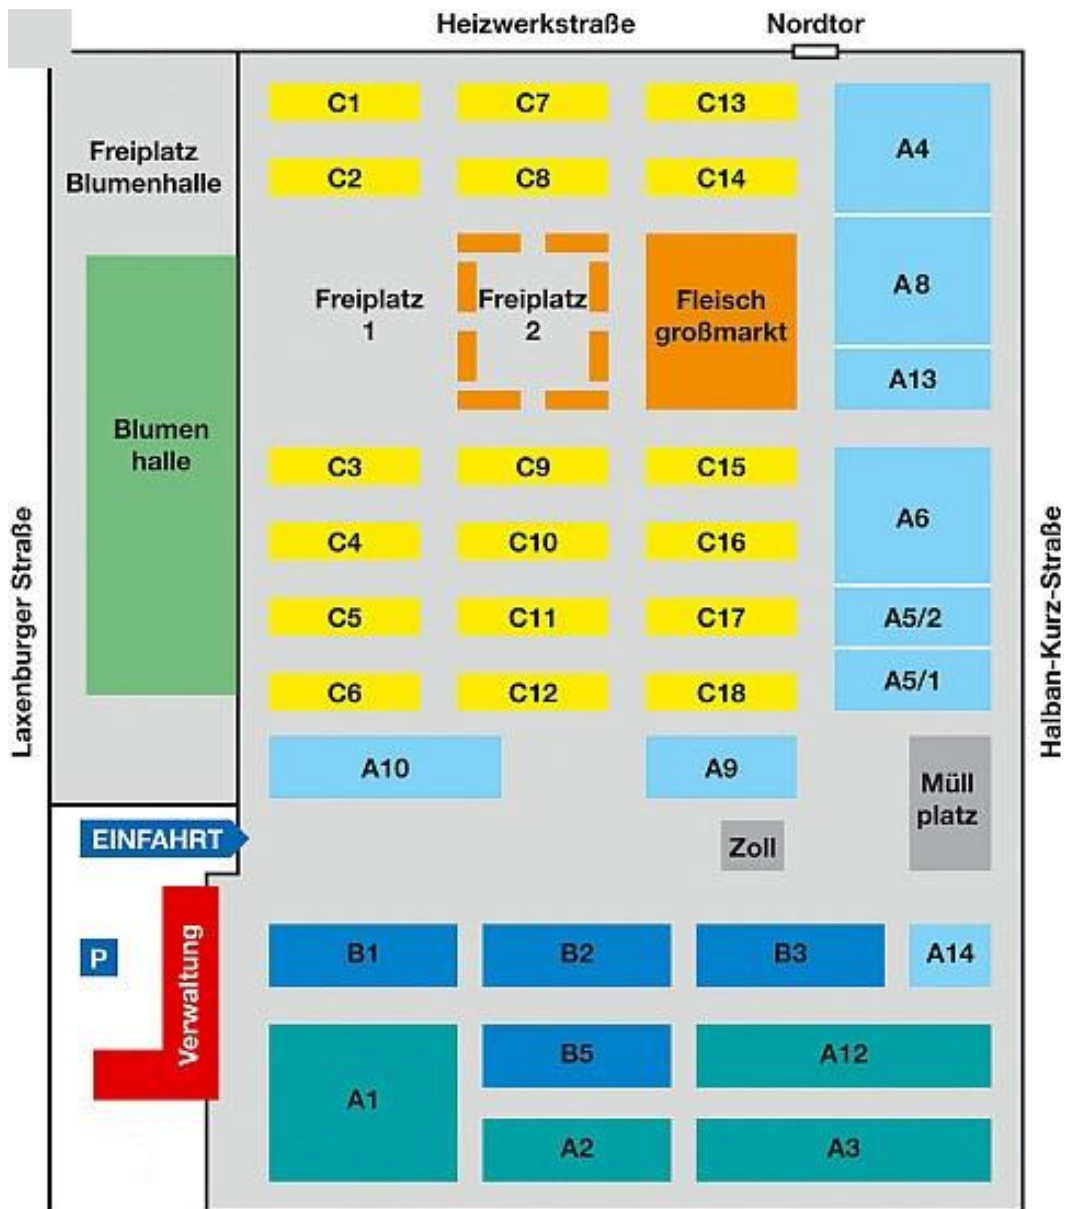 Heizwerkstraße
Nordtor
C1
C7
C13
A4
Freiplatz
Blumenhalle
C2
C8
C14
A8
Freiplatz
1
Freiplatz
2
Fleisch
großmarkt
A13
Blumen
halle
C3
C9
C15
A6
C4
C10
C16
Laxenburger Straße
Halban-Kurz-Straße
C5
C11
C17
A5/2
C6
C12
C18
A5/1
A10
A9
Müll
platz
EINFAHRT
Zoll
P
Verwaltung
B1
B2
B3
A14
B5
A12
A1
A2
A3